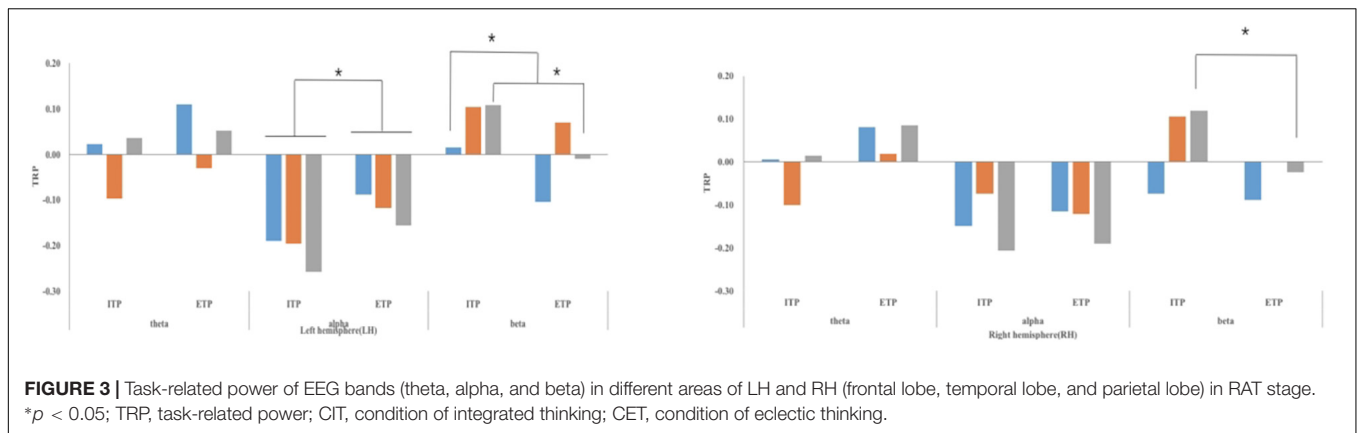 *
0.20
0.10
0.00
-0.10
-0.20
-0.30
TRP
*
*
ITP ETP ITP ETP ITP ETP
theta alpha beta
Left hemisphere(LH)
*
0.20
0.10
0.00
-0.10
-0.20
-0.30
TRP
ITP ETP ITP ETP ITP ETP
theta alpha beta
Right hemisphere(RH)
FIGURE 3 | Task-related power of EEG bands (theta, alpha, and beta) in different areas of LH and RH (frontal lobe, temporal lobe, and parietal lobe) in RAT stage.
*p < 0.05; TRP, task-related power; CIT, condition of integrated thinking; CET, condition of eclectic thinking.